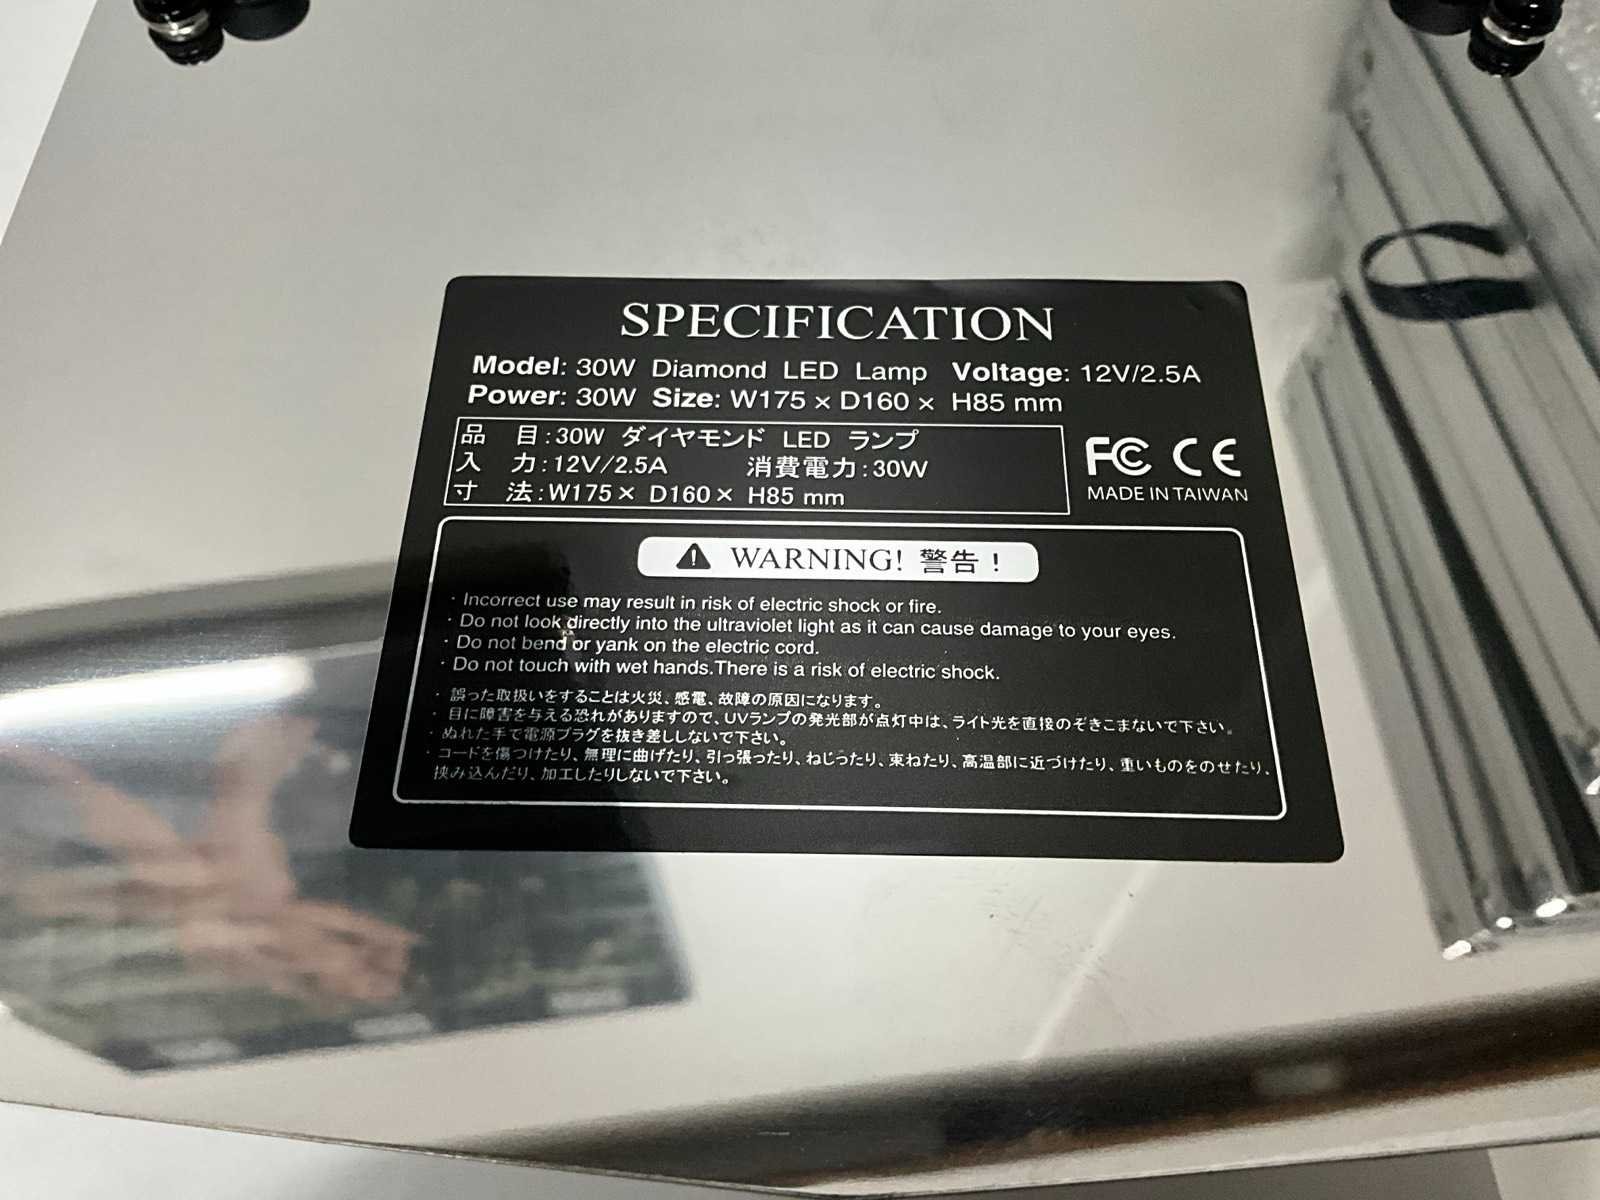 SPECIFICATION
Model: 30W Diamond LED Lamp Voltage: 12V/2.5A
Power: 30W Size: W175 × D160 × H85 mm
品 目:30W ダイヤモンド LED ランプ
入 力:12V/2.5A 消費電力:30W
寸 法:W175× D160× H85 mm
FC CE
MADE IN TAIWAN
WARNING! 警告!
· Incorrect use may result in risk of electric shock or fire.
· Do not look directly into the ultraviolet light as it can cause damage to your eyes.
· Do not bend or yank on the electric cord.
· Do not touch with wet hands.There is a risk of electric shock.
· 誤った取扱いをすることは火災、感電、故障の原因になります。
· 目に障害を与える恐れがありますので、UVランプの発光部が点灯中は、ライト光を直接のぞきこまないで下さい。
· ぬれた手で電源プラグを抜き差ししないで下さい。
· コードを傷つけたり、無理に曲げたり、引っ張ったり、ねじったり、束ねたり、高温部に近づけたり、重いものをのせたり、
挟み込んだり、加工したりしないで下さい。